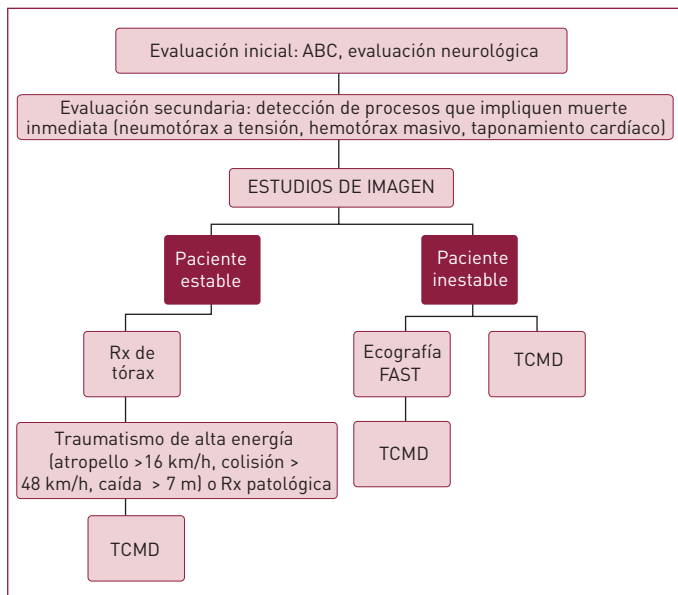 Evaluación inicial: ABC, evaluación neurológica
Evaluación secundaria: detección de procesos que impliquen muerte
inmediata (neumotórax a tensión, hemotórax masivo, taponamiento cardíaco)
ESTUDIOS DE IMAGEN
Paciente
estable
Paciente
inestable
Rx de
tórax
Ecografía
FAST
TCMD
TCMD
Traumatismo de alta energía
(atropello >16 km/h, colisión >
48 km/h, caída > 7 m) o Rx patológica
TCMD